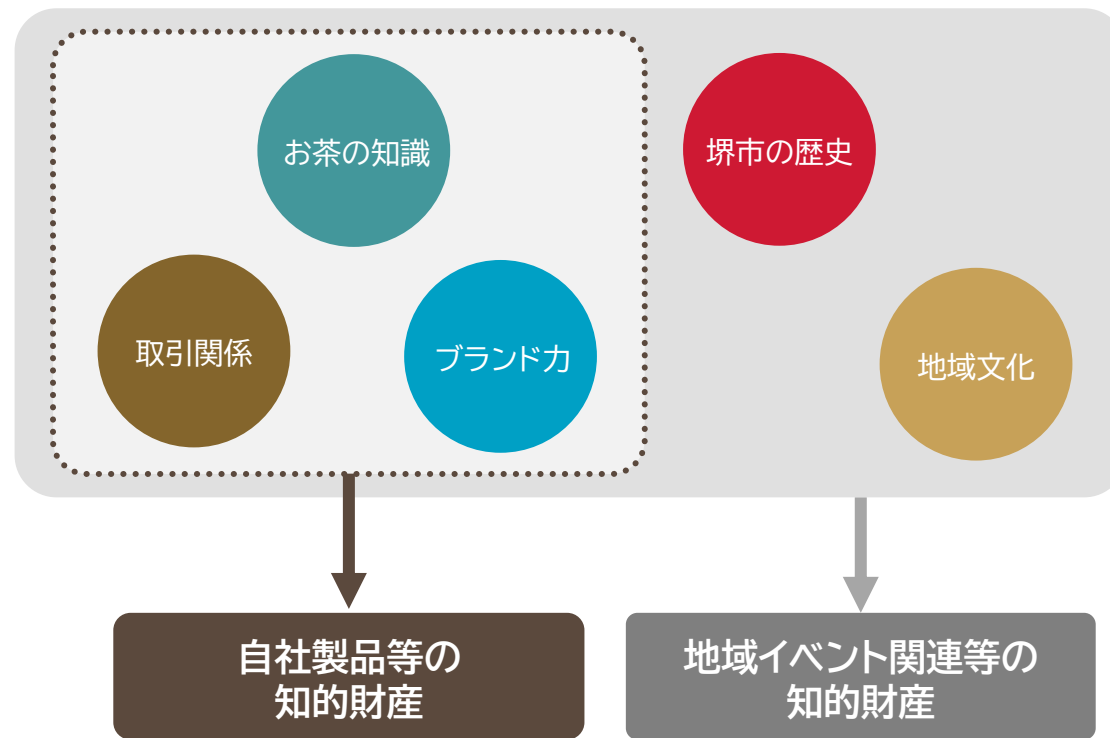 お茶の知識
堺市の歴史
取引関係
ブランド力
地域文化
自社製品等の
知的財産
地域イベント関連等の
知的財産